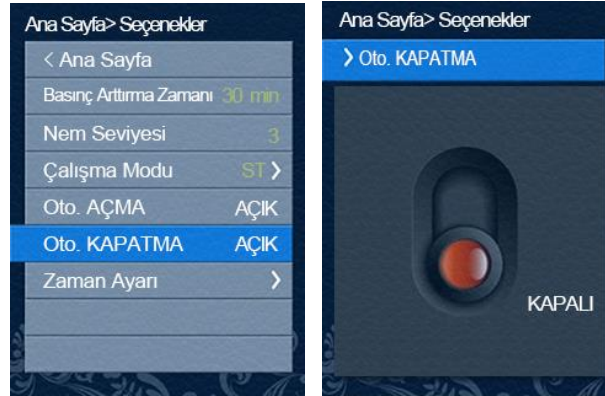 Ana Sayfa> Seçenekler
< Ana Sayfa
Basınç Arttırma Zamanı 30 min
Nem Seviyesi 3
Çalışma Modu ST >
Oto. AÇMA AÇIK
Oto. KAPATMA AÇIK
Zaman Ayarı >
Ana Sayfa> Seçenekler
> Oto. KAPATMA
KAPALI